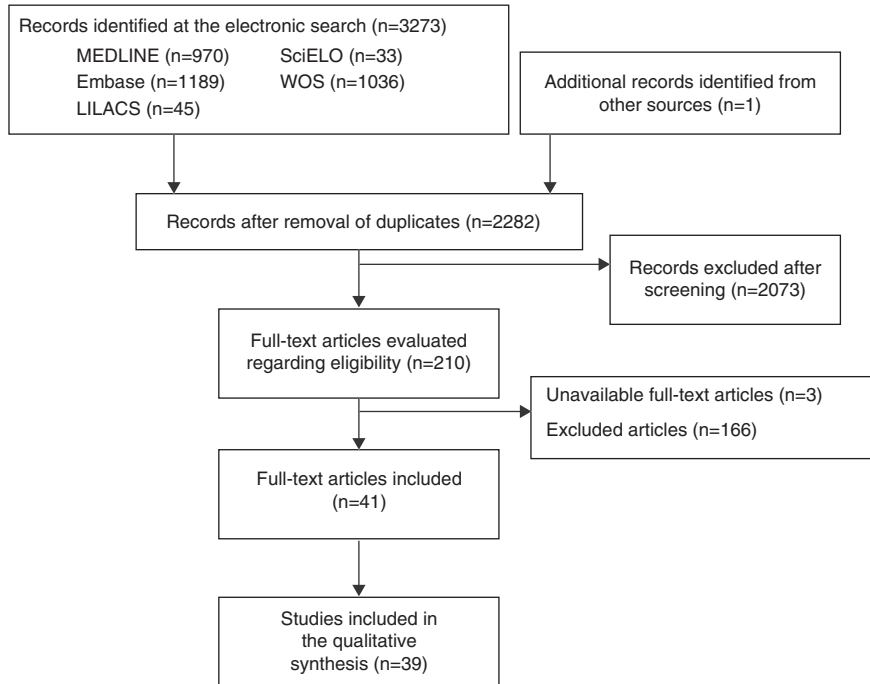 Records identified at the electronic search (n=3273)
MEDLINE (n=970) SciELO (n=33)
Embase (n=1189) WOS (n=1036)
LILACS (n=45)
Additional records identified from
other sources (n=1)
Records after removal of duplicates (n=2282)
Records excluded after
screening (n=2073)
Full-text articles evaluated
regarding eligibility (n=210)
Unavailable full-text articles (n=3)
Excluded articles (n=166)
Full-text articles included
(n=41)
Studies included in
the qualitative
synthesis (n=39)